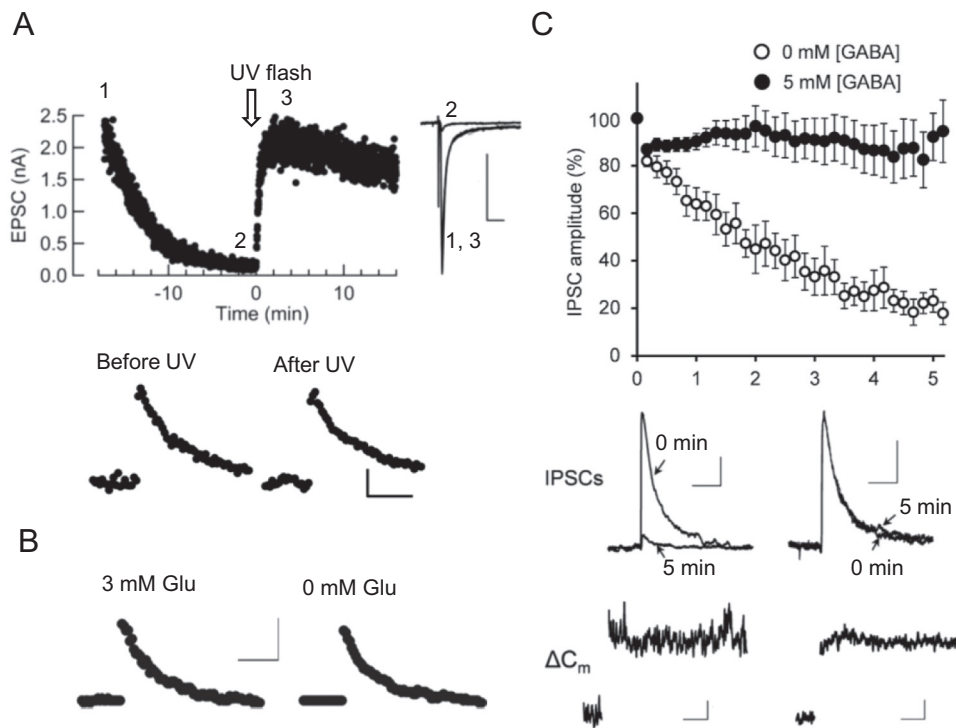 A
UV flash
1
3
2
2.5
2.0
1.5
1.0
0.5
0.0
EPSC (nA)
-10
0
10
Time (min)
2
1, 3
Before UV
After UV
B
3 mM Glu
0 mM Glu
C
0 mM [GABA]
5 mM [GABA]
100
80
60
40
20
0
IPSC amplitude (%)
0
1
2
3
4
5
IPSCs
0 min
5 min
5 min
0 min
ΔCm